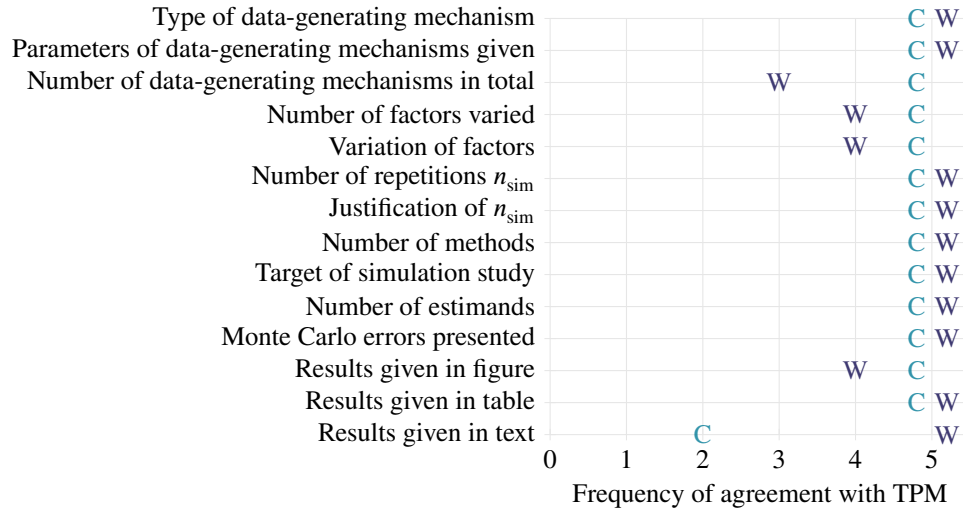 Type of data-generating mechanism C W
Parameters of data-generating mechanisms given C W
Number of data-generating mechanisms in total W C
Number of factors varied W C
Variation of factors W C
Number of repetitions nsim C W
Justification of nsim C W
Number of methods C W
Target of simulation study C W
Number of estimands C W
Monte Carlo errors presented C W
Results given in figure W C
Results given in table C W
Results given in text C W
0 1 2 3 4 5
Frequency of agreement with TPM